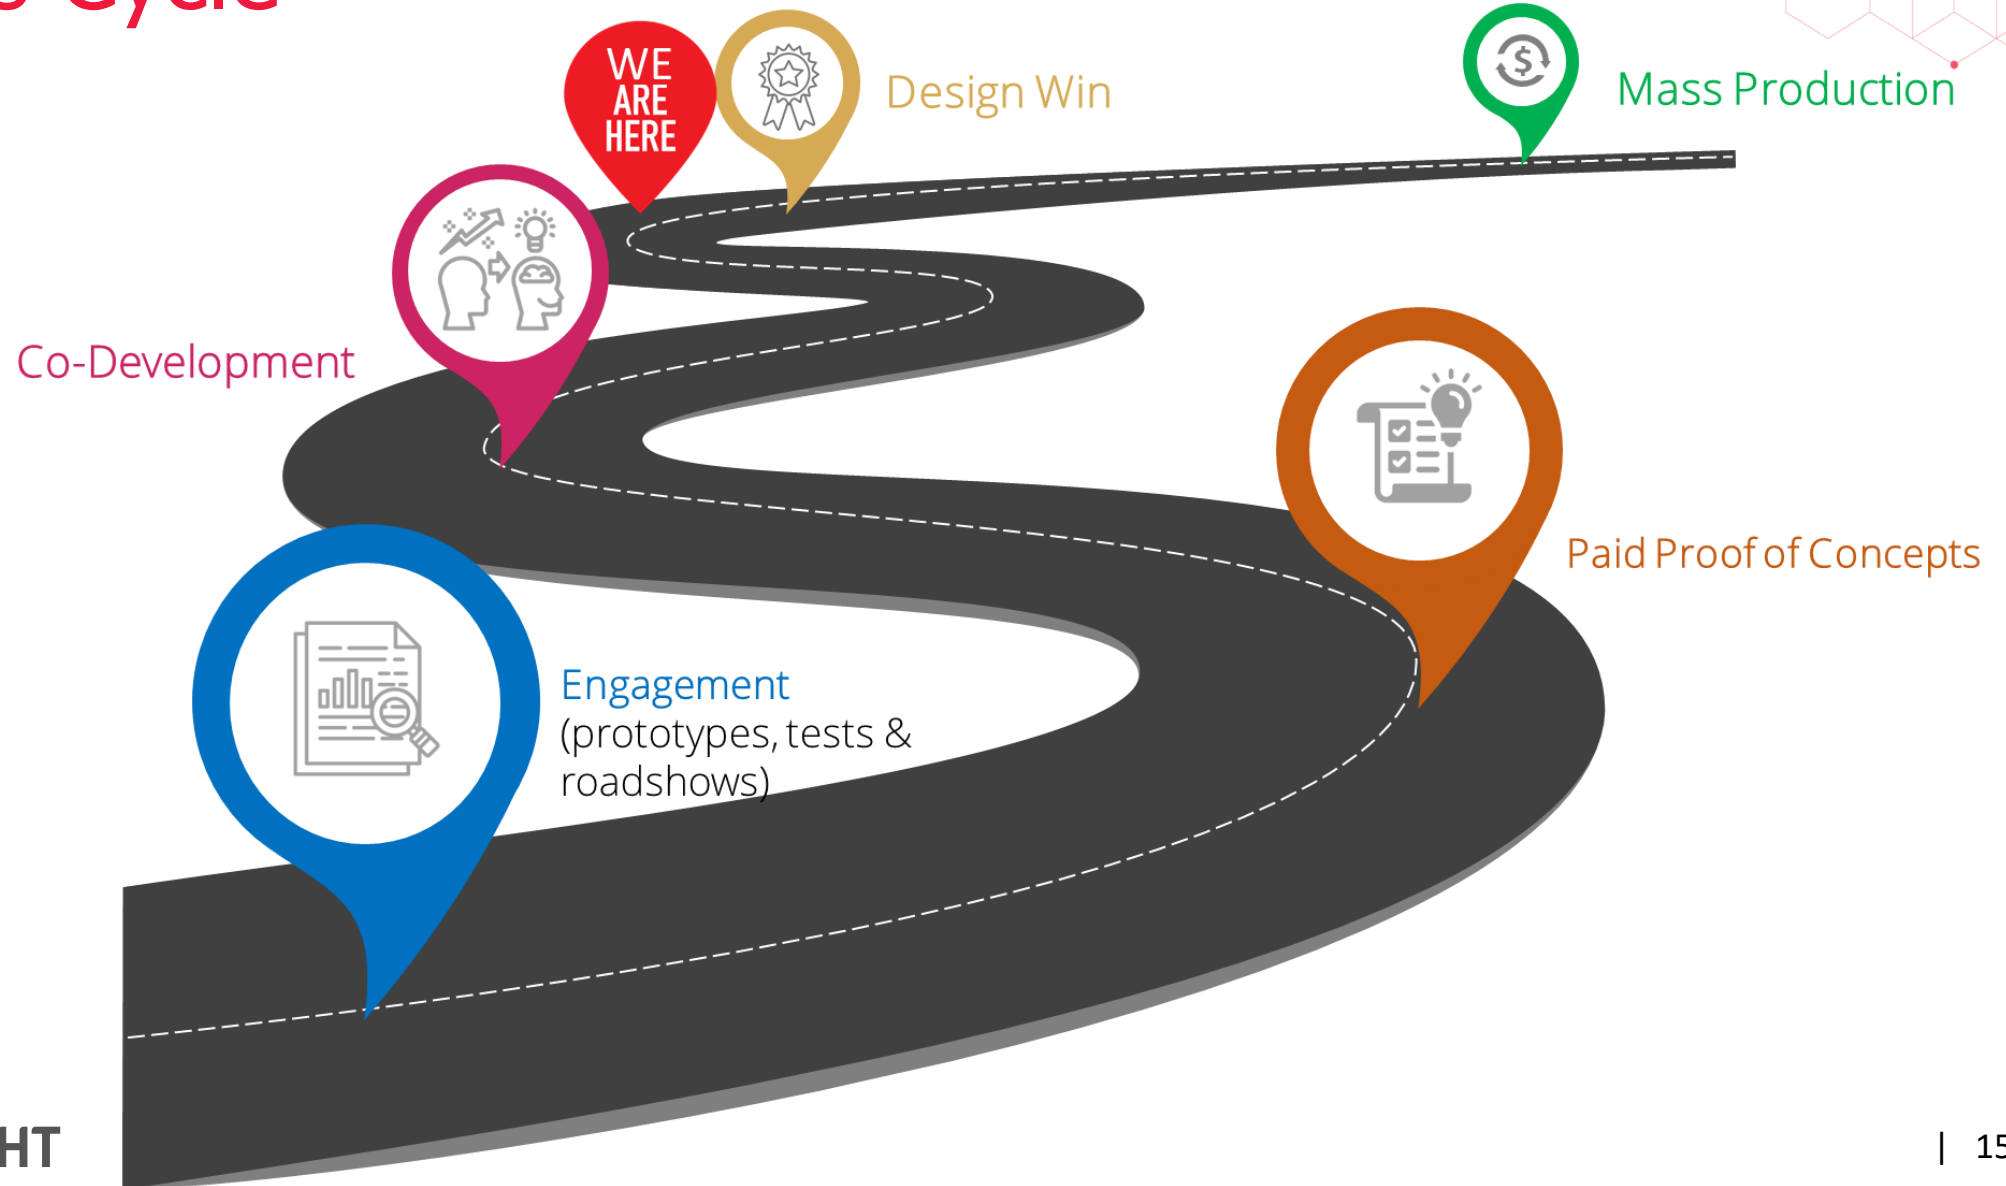 Cycle
WE
ARE
HERE
Design Win
Mass Production
Co-Development
Paid Proof of Concepts
Engagement
(prototypes, tests &
roadshows)
HT
| 15